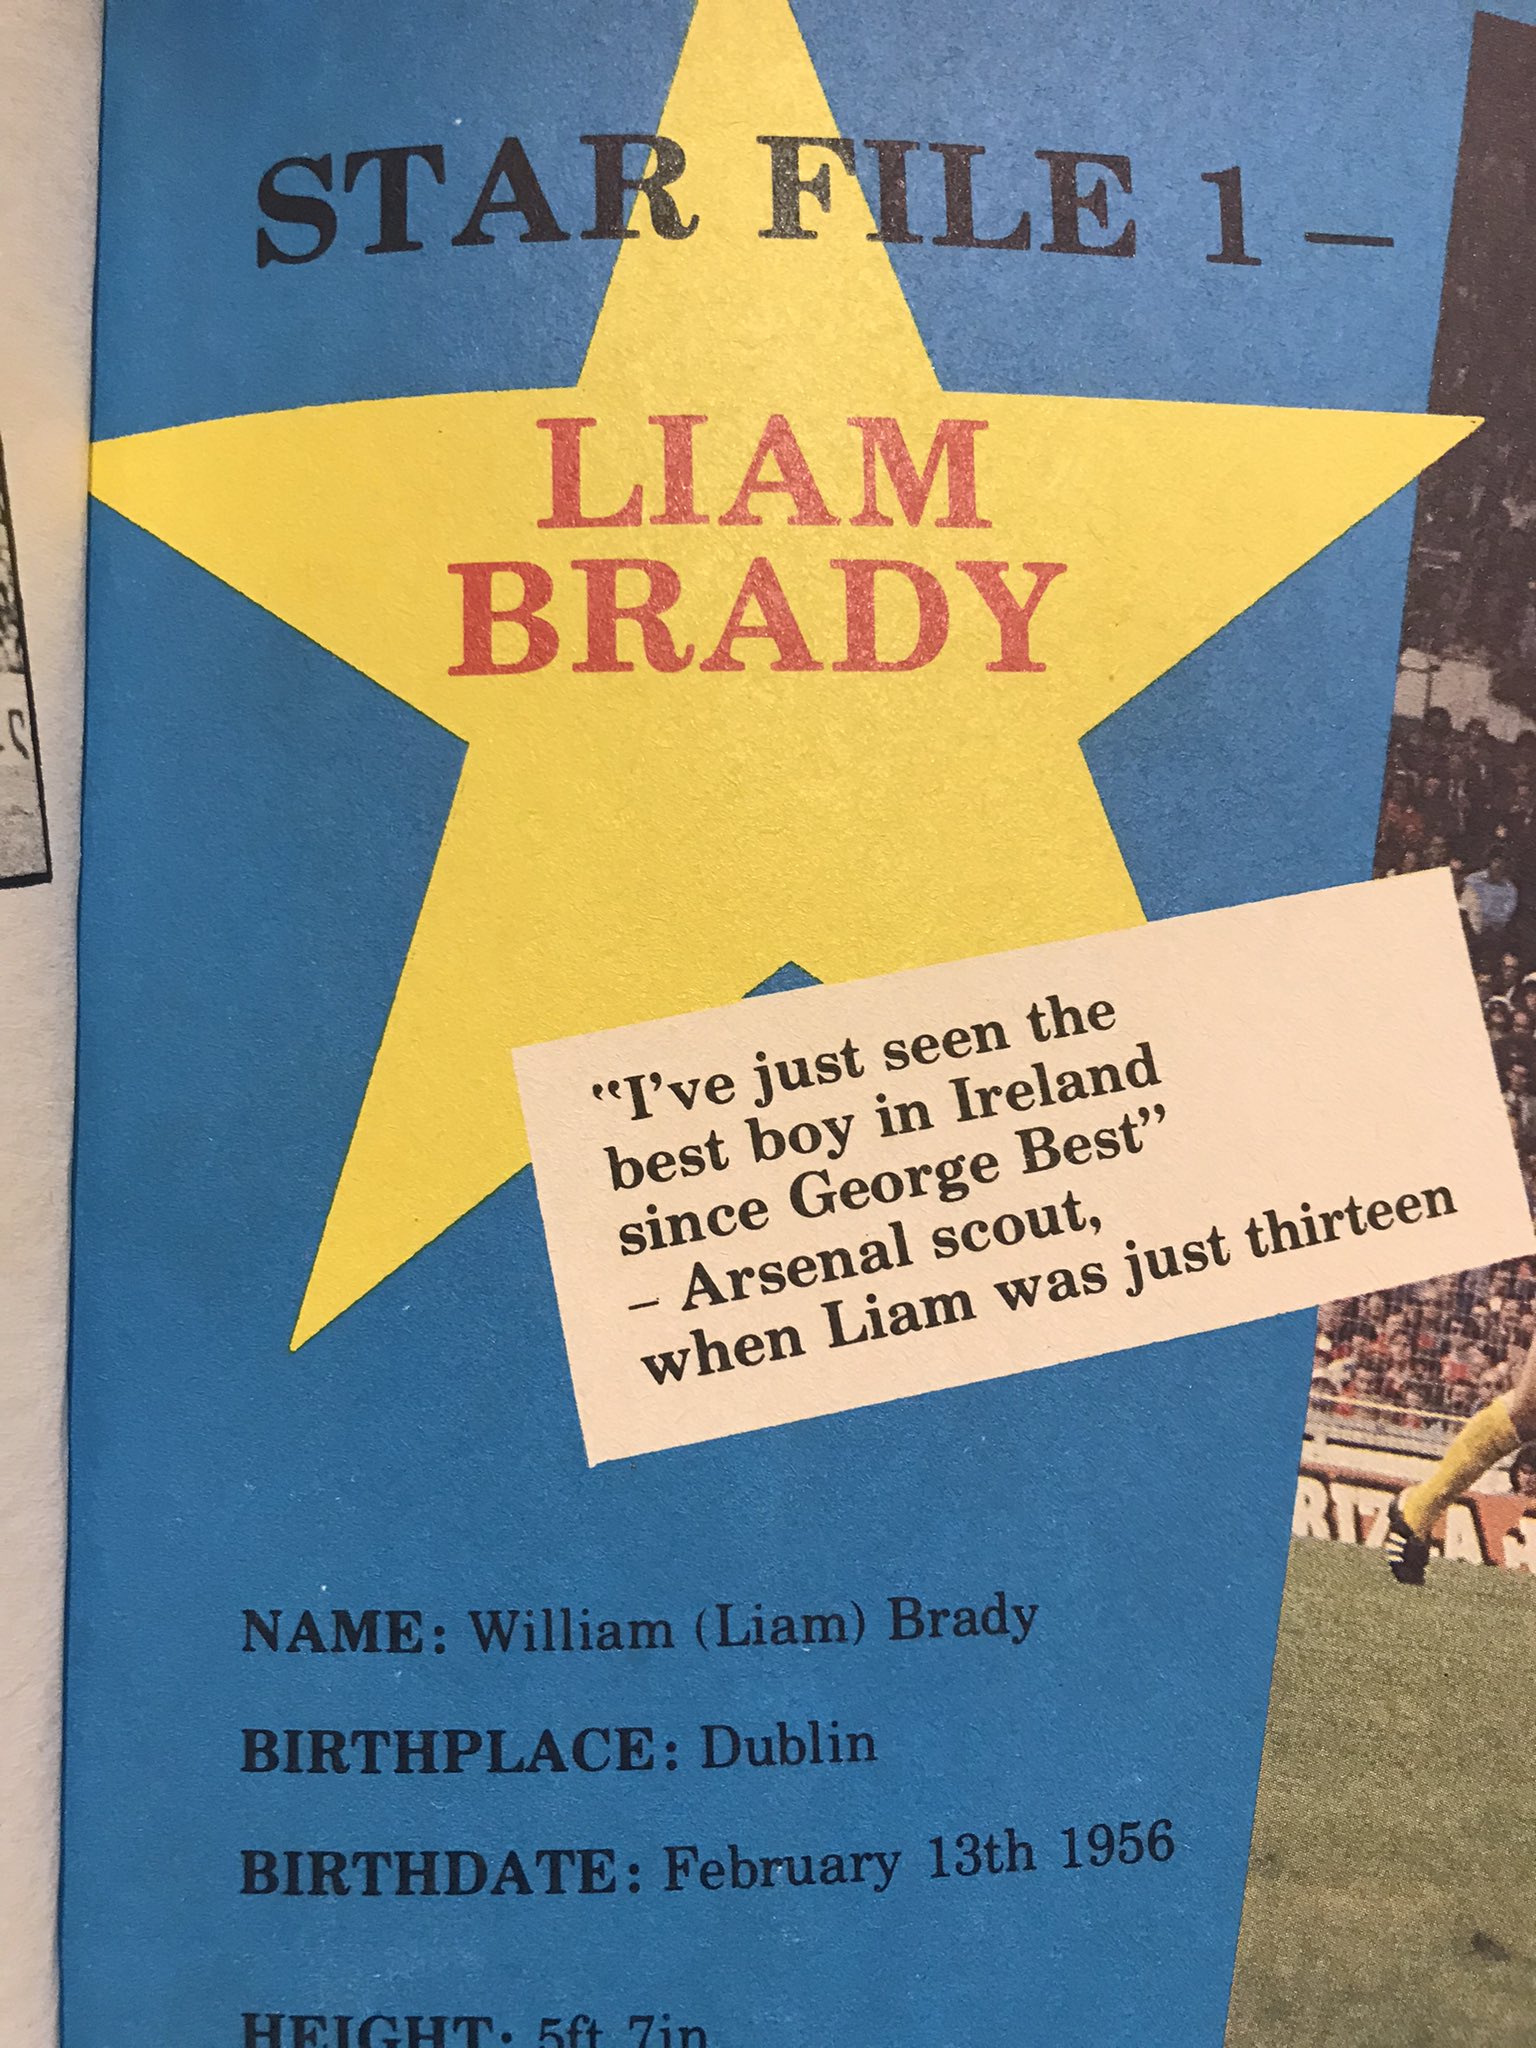 STAR FILE 1 –
LIAM
BRADY
“I’ve just seen the
best boy in Ireland
since George Best”
– Arsenal scout,
when Liam was just thirteen
RIZLA
NAME: William (Liam) Brady
BIRTHPLACE: Dublin
BIRTHDATE: February 13th 1956
HEIGHT: 5ft 7in